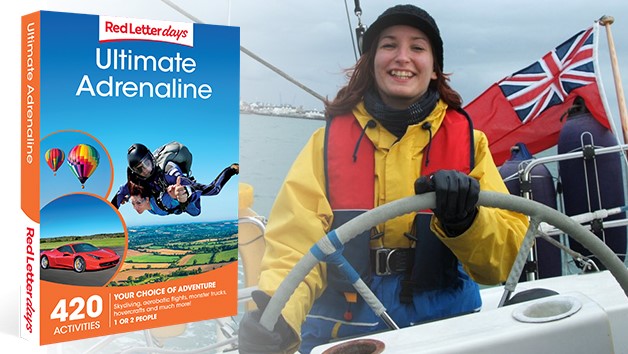 Ultimate Adrenaline
Red Letter days
Red Letter days
Ultimate
Adrenaline
420
ACTIVITIES
YOUR CHOICE OF ADVENTURE
Skydiving, aerobatic flights, monster trucks,
hovercrafts and much more!
1 OR 2 PEOPLE